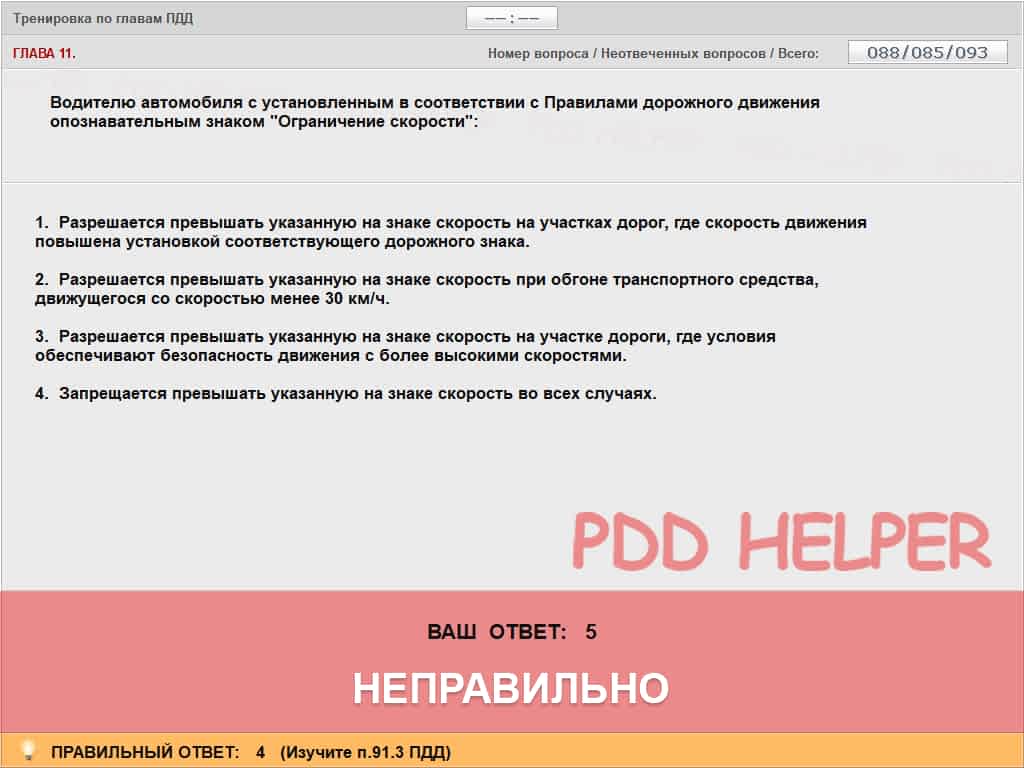 Тренировка по главам ПДД
—— : ——
ГЛАВА 11.
Номер вопроса / Неотвеченных вопросов / Всего:
088/085/093
Водителю автомобиля с установленным в соответствии с Правилами дорожного движения
опознавательным знаком "Ограничение скорости":
1. Разрешается превышать указанную на знаке скорость на участках дорог, где скорость движения
повышена установкой соответствующего дорожного знака.
2. Разрешается превышать указанную на знаке скорость при обгоне транспортного средства,
движущегося со скоростью менее 30 км/ч.
3. Разрешается превышать указанную на знаке скорость на участке дороги, где условия
обеспечивают безопасность движения с более высокими скоростями.
4. Запрещается превышать указанную на знаке скорость во всех случаях.
PDD HELPER
ВАШ ОТВЕТ: 5
НЕПРАВИЛЬНО
ПРАВИЛЬНЫЙ ОТВЕТ: 4 (Изучите п.91.3 ПДД)